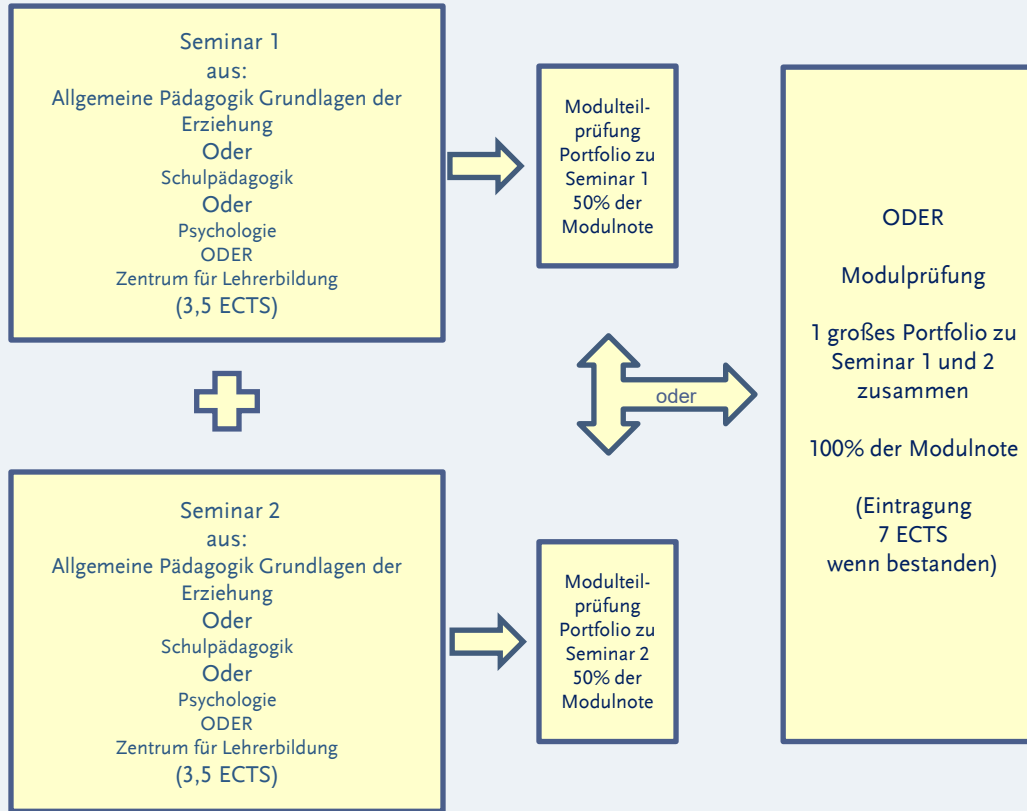 Seminar 1
aus:
Allgemeine Pädagogik Grundlagen der
Erziehung
Oder
Schulpädagogik
Oder
Psychologie
ODER
Zentrum für Lehrerbildung
(3,5 ECTS)
Modulteil-
prüfung
Portfolio zu
Seminar 1
50% der
Modulnote
Seminar 2
aus:
Allgemeine Pädagogik Grundlagen der
Erziehung
Oder
Schulpädagogik
Oder
Psychologie
ODER
Zentrum für Lehrerbildung
(3,5 ECTS)
Modulteil-
prüfung
Portfolio zu
Seminar 2
50% der
Modulnote
oder
ODER
Modulprüfung
1 großes Portfolio zu
Seminar 1 und 2
zusammen
100% der Modulnote
(Eintragung
7 ECTS
wenn bestanden)